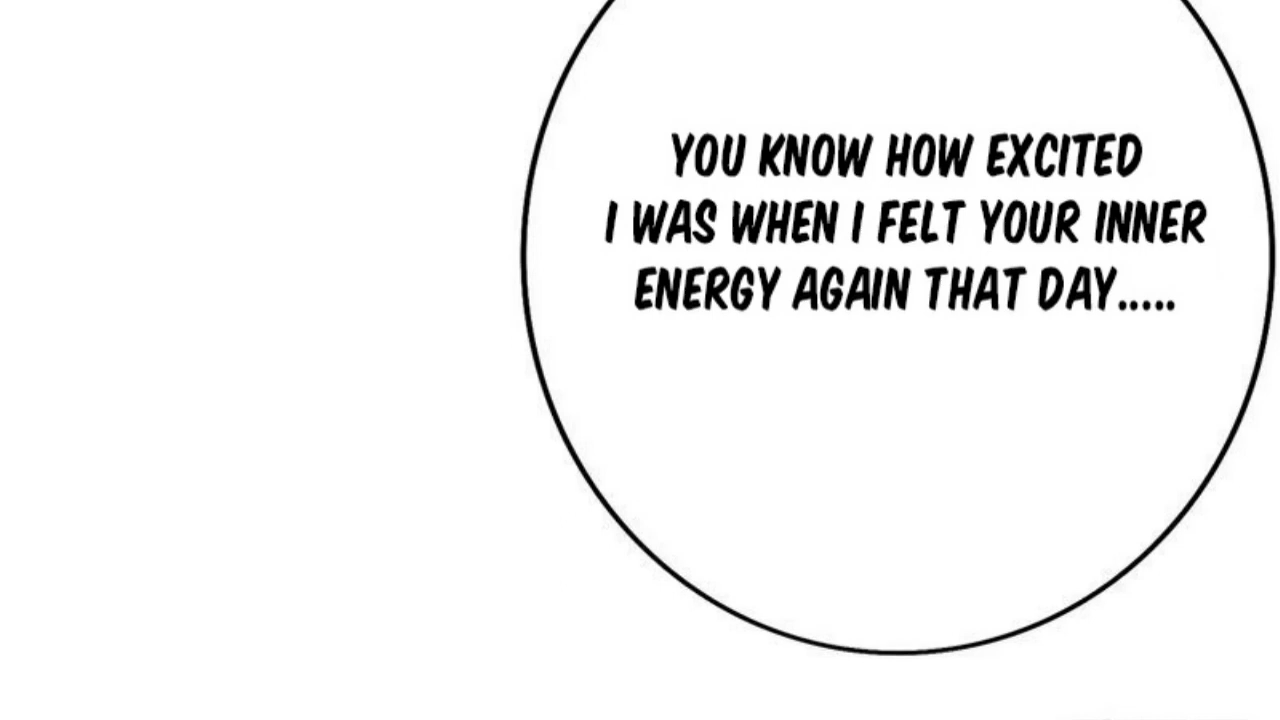 YOU KNOW HOW EXCITED
I WAS WHEN I FELT YOUR INNER
ENERGY AGAIN THAT DAY.....